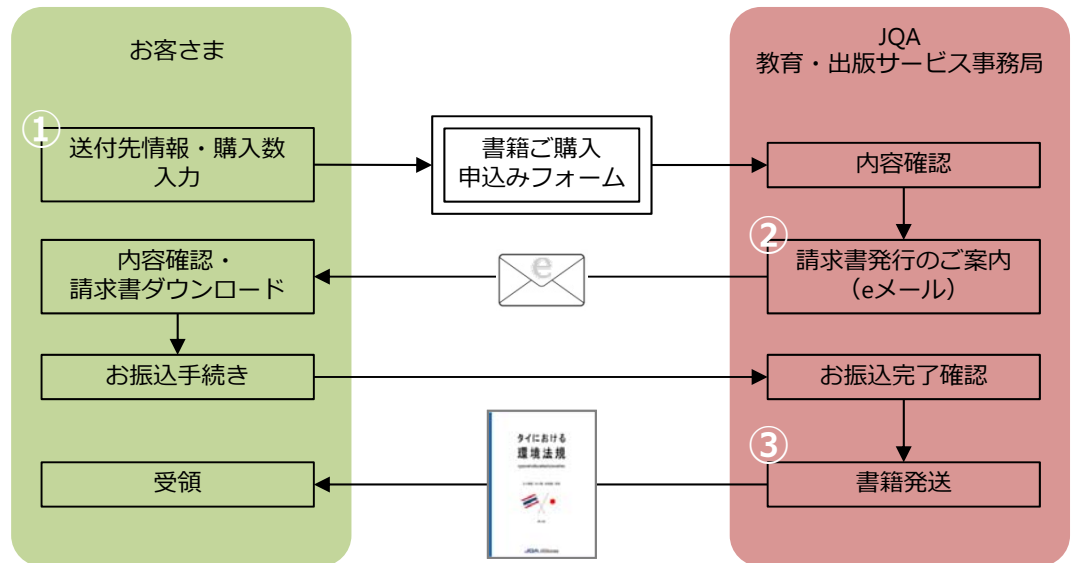 お客さま
JQA
教育・出版サービス事務局
①
送付先情報・購入数
入力
書籍ご購入
申込みフォーム
内容確認
②
請求書発行のご案内
（eメール）
e
内容確認・
請求書ダウンロード
お振込手続き
お振込完了確認
③
書籍発送
タイにおける
環境法規
JQA
受領